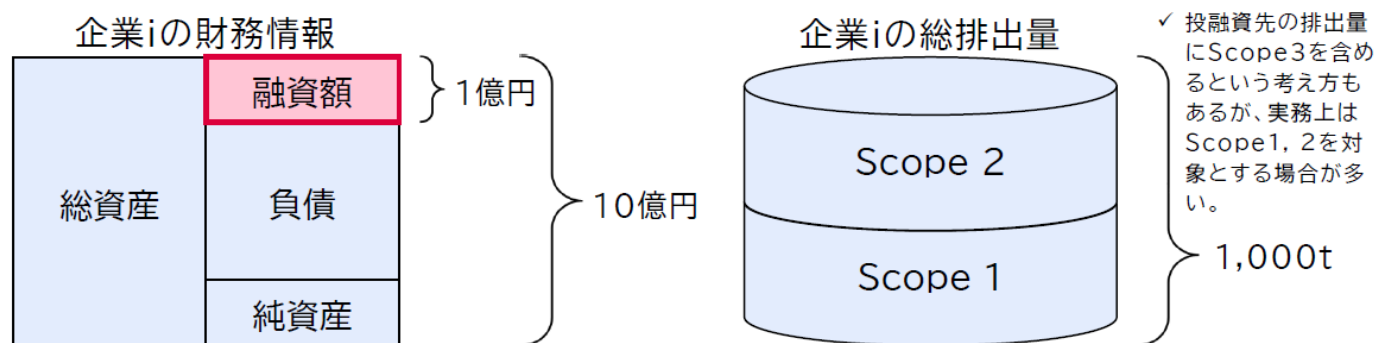 企業iの財務情報
融資額
1億円
総資産
負債
10億円
純資産
企業iの総排出量
Scope 2
Scope 1
1,000t
✓ 投融資先の排出量
にScope3を含め
るという考え方も
あるが、実務上は
Scope1, 2を対
象とする場合が多
い。